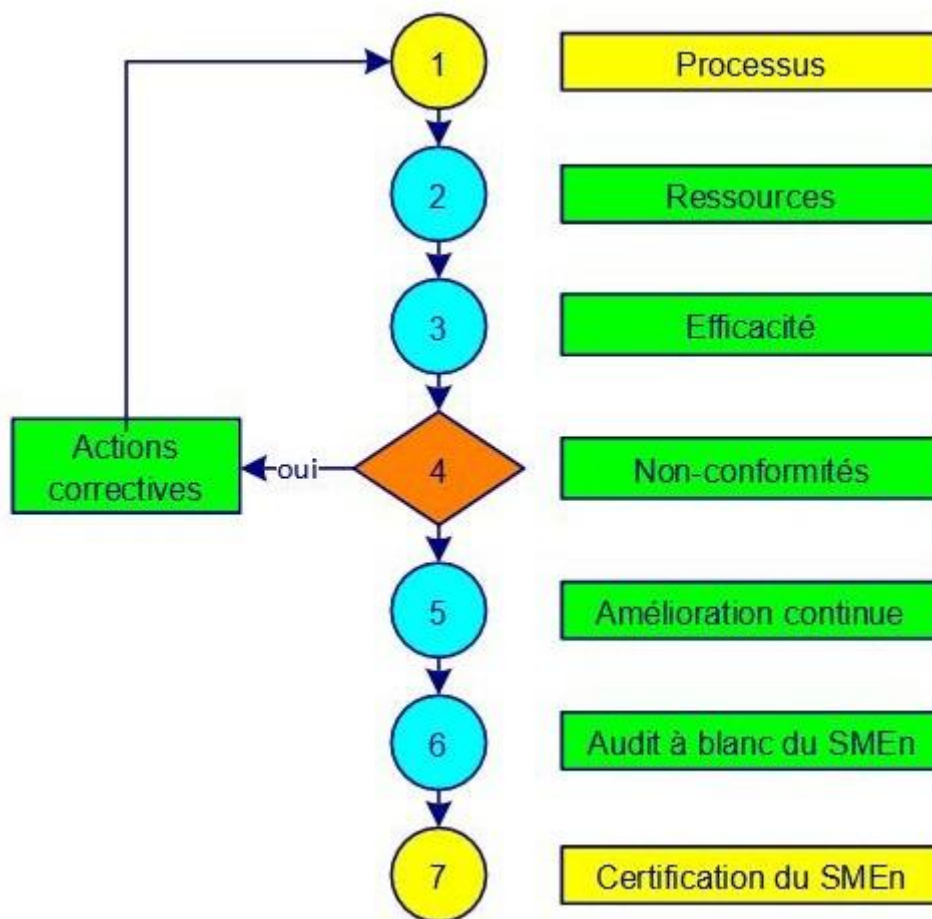 1
Processus
2
Ressources
3
Efficacité
Actions
correctives
oui
4
Non-conformités
5
Amélioration continue
6
Audit à blanc du SMEn
7
Certification du SMEn